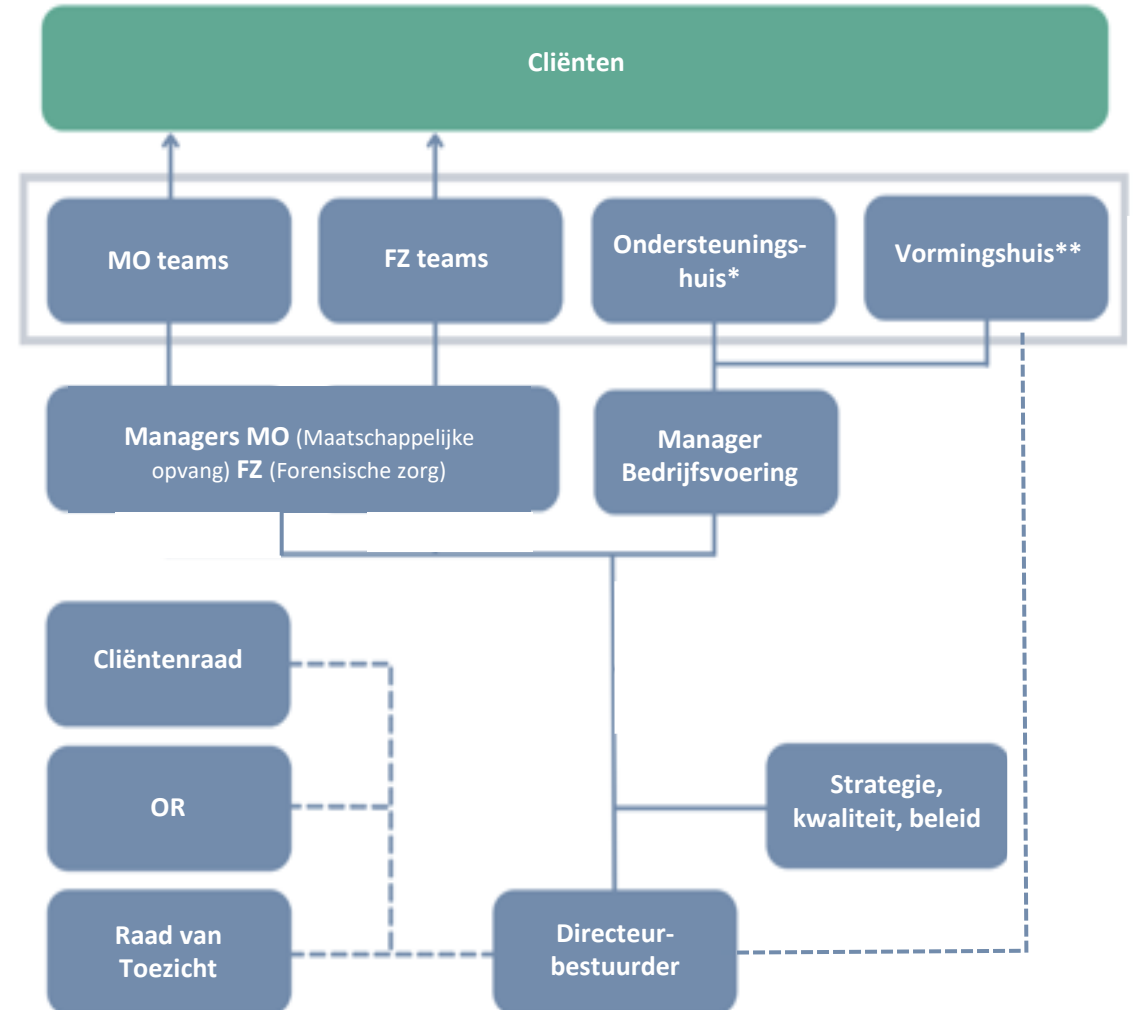 Cliënten
MO teams
FZ teams
Ondersteunings-
huis*
Vormingshuis**
Managers MO (Maatschappelijke
opvang) FZ (Forensische zorg)
Manager
Bedrijfsvoering
Cliëntenraad
OR
Strategie,
kwaliteit, beleid
Raad van
Toezicht
Directeur-
bestuurder